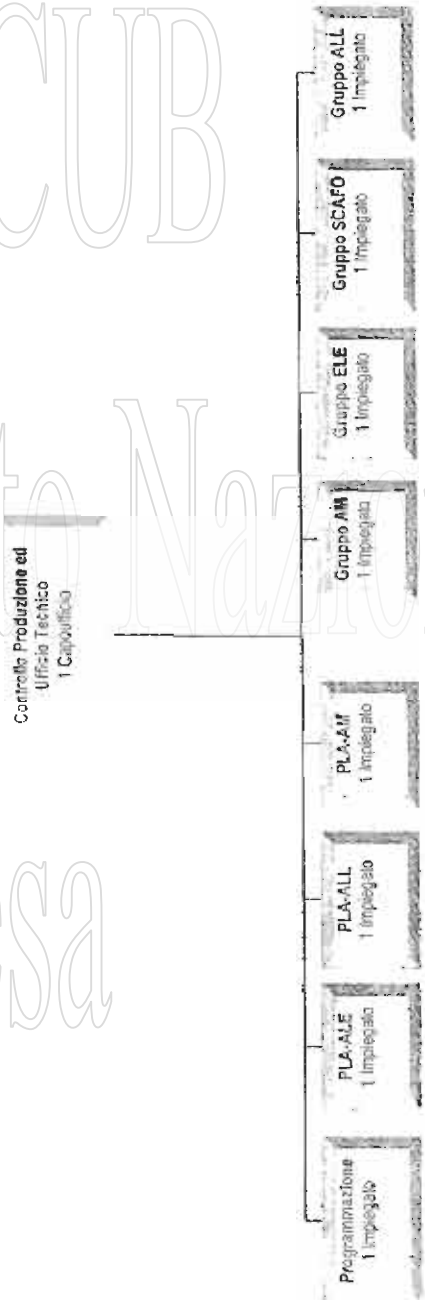 Controllo Produzione ed
Ufficio Tecnico
1 Capoufficio
Programmazione
1 Impiegato
PLA-ALE
1 Impiegato
PLA-ALL
1 Impiegato
PLA-AM
1 Impiegato
Gruppo AM
1 Impiegato
Gruppo ELE
1 Impiegato
Gruppo SCAFO
1 Impiegato
Gruppo ALL
1 Impiegato
CUB